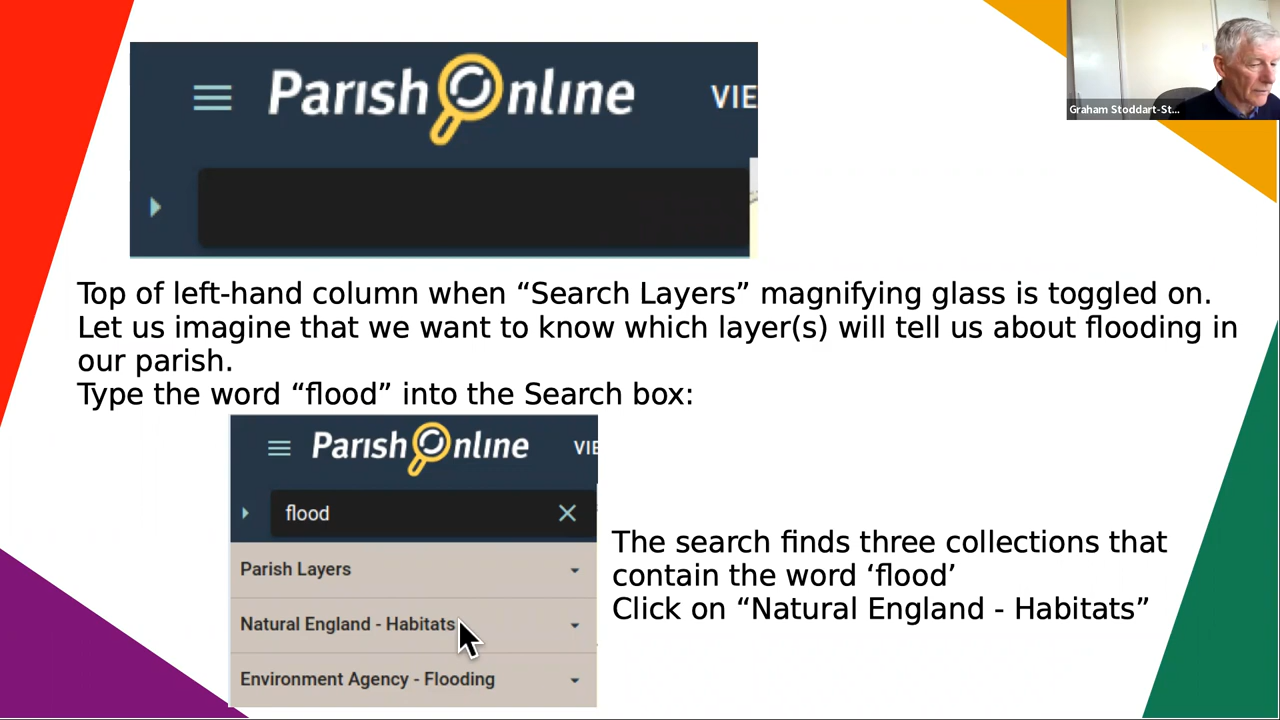 Parish Online
VIE
Graham Stoddart-St...
Top of left-hand column when “Search Layers” magnifying glass is toggled on.
Let us imagine that we want to know which layer(s) will tell us about flooding in
our parish.
Type the word “flood” into the Search box:
Parish Online
VIE
flood
Parish Layers
Natural England - Habitats
Environment Agency - Flooding
The search finds three collections that
contain the word ‘flood’
Click on “Natural England - Habitats”